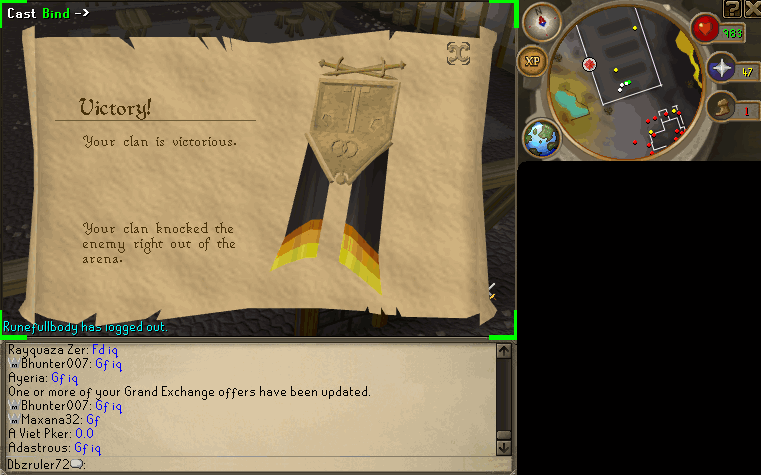 Cast Bind ->
Victory!
Your clan is victorious.
Your clan knocked the
enemy right out of the
arena.
Runefullbody has logged out.
Rayquaza Zer: Fd iq
Bhunter007: Gf iq
Ayeria: Gf iq
One or more of your Grand Exchange offers have been updated.
Bhunter007: Gf iq
Maxana32: Gf
A Viet Pker: 0.0
Adastrous: Gf iq
Dbzruler72:
XP
?
983
47
1